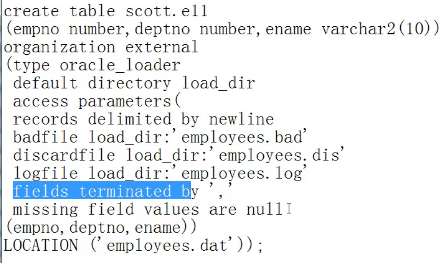 create table scott.e11
(empno number,deptno number,ename varchar2(10))
organization external
(type oracle_loader
default directory load_dir
access parameters(
records delimited by newline
badfile load_dir:'employees.bad'
discardfile load_dir:'employees.dis'
logfile load_dir:'employees.log'
fields terminated by ','
missing field values are null
(empno,deptno,ename))
LOCATION ('employees.dat'));